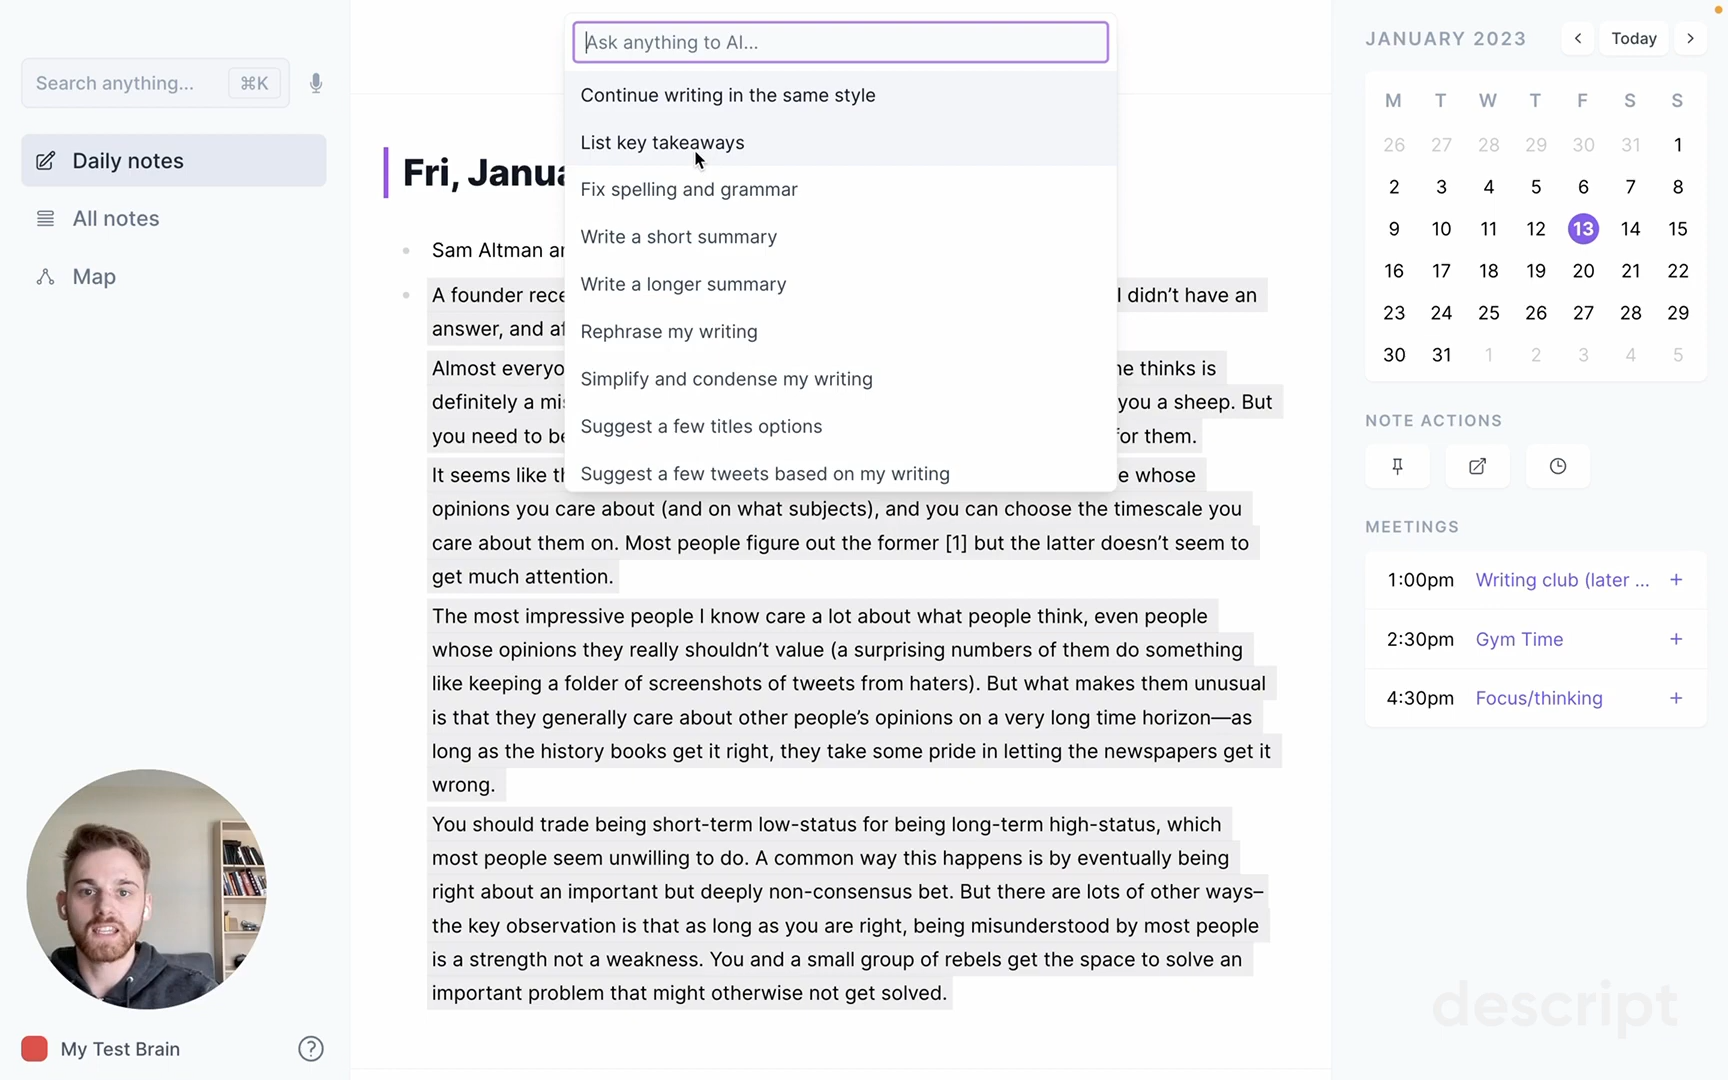 Search anything...
⌘K
Daily notes
All notes
Map
My Test Brain
Ask anything to AI...
Continue writing in the same style
List key takeaways
Fix spelling and grammar
Write a short summary
Write a longer summary
Rephrase my writing
Simplify and condense my writing
Suggest a few titles options
Suggest a few tweets based on my writing
Fri, Janua
Sam Altman
A founder I didn’t have an
answer, and
Almost thinks is
definitely a you a sheep. But
you need to for them.
It seems like whose
opinions you care about (and on what subjects), and you can choose the timescale you
care about them on. Most people figure out the former [1] but the latter doesn’t seem to
get much attention.
The most impressive people I know care a lot about what people think, even people
whose opinions they really shouldn’t value (a surprising numbers of them do something
like keeping a folder of screenshots of tweets from haters). But what makes them unusual
is that they generally care about other people’s opinions on a very long time horizon—as
long as the history books get it right, they take some pride in letting the newspapers get it
wrong.
You should trade being short-term low-status for being long-term high-status, which
most people seem unwilling to do. A common way this happens is by eventually being
right about an important but deeply non-consensus bet. But there are lots of other ways–
the key observation is that as long as you are right, being misunderstood by most people
is a strength not a weakness. You and a small group of rebels get the space to solve an
important problem that might otherwise not get solved.
JANUARY 2023
Today
M T W T F S S
26 27 28 29 30 31 1
2 3 4 5 6 7 8
9 10 11 12 13 14 15
16 17 18 19 20 21 22
23 24 25 26 27 28 29
30 31 1 2 3 4 5
NOTE ACTIONS
MEETINGS
1:00pm Writing club (later ... +
2:30pm Gym Time +
4:30pm Focus/thinking +
descript